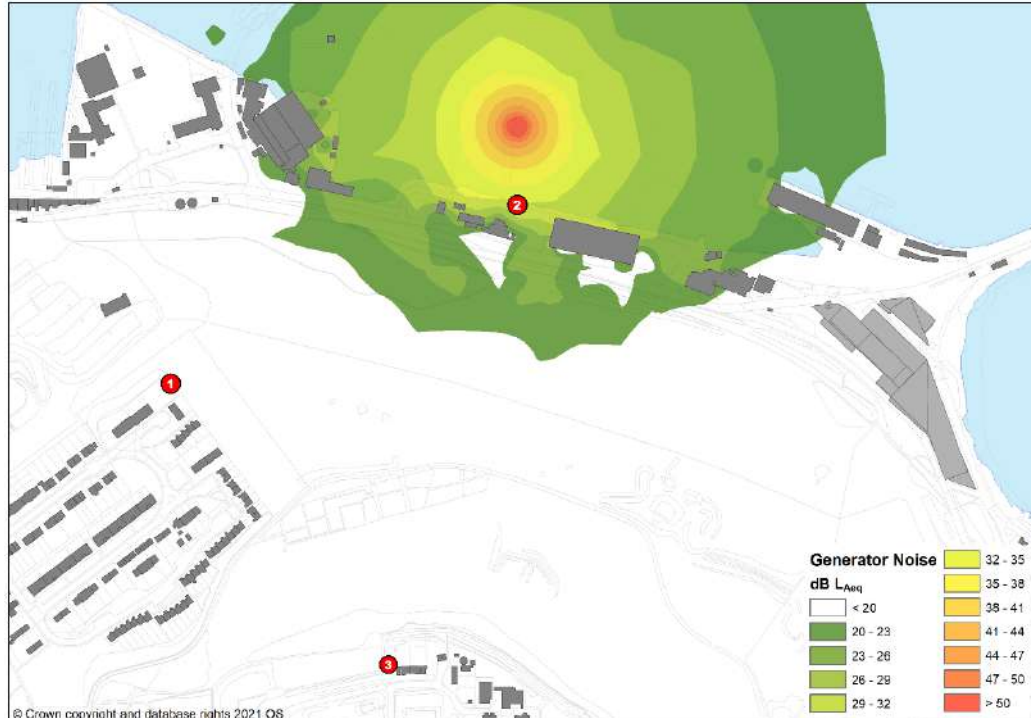 2
1
3
Generator Noise
dB LAeq
< 20
20 - 23
23 - 26
26 - 29
29 - 32
32 - 35
35 - 38
38 - 41
41 - 44
44 - 47
47 - 50
> 50
© Crown copyright and database rights 2021 OS